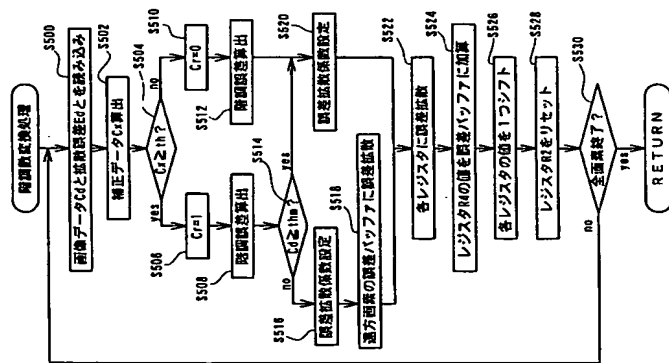 階調数変換処理
S500
画像データCdと拡散誤差Edとを読み込み
S502
補正データCx算出
S504
Cx≧th?
yes
no
S506
Cr=1
S510
Cr=0
S508
階調誤差算出
S512
階調誤差算出
S514
Cd≧thm?
no
yes
S516
誤差拡散係数設定
S520
誤差拡散係数設定
S518
遠方画素の誤差バッファに誤差拡散
S522
各レジスタに誤差拡散
S524
レジスタR4の値を誤差バッファに加算
S526
各レジスタの値を1つシフト
S528
レジスタR2をリセット
S530
全画素終了?
no
yes
RETURN